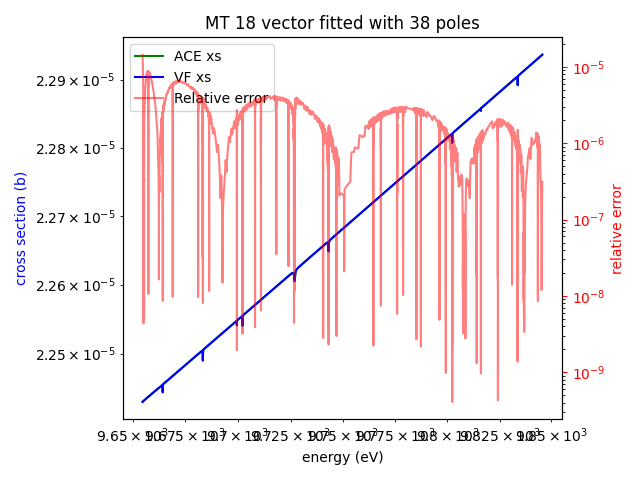 MT 18 vector fitted with 38 poles
ACE xs
VF xs
Relative error
2.29 × 10⁻⁵
2.28 × 10⁻⁵
2.27 × 10⁻⁵
2.26 × 10⁻⁵
2.25 × 10⁻⁵
cross section (b)
10⁻⁵
10⁻⁶
10⁻⁷
10⁻⁸
10⁻⁹
relative error
energy (eV)